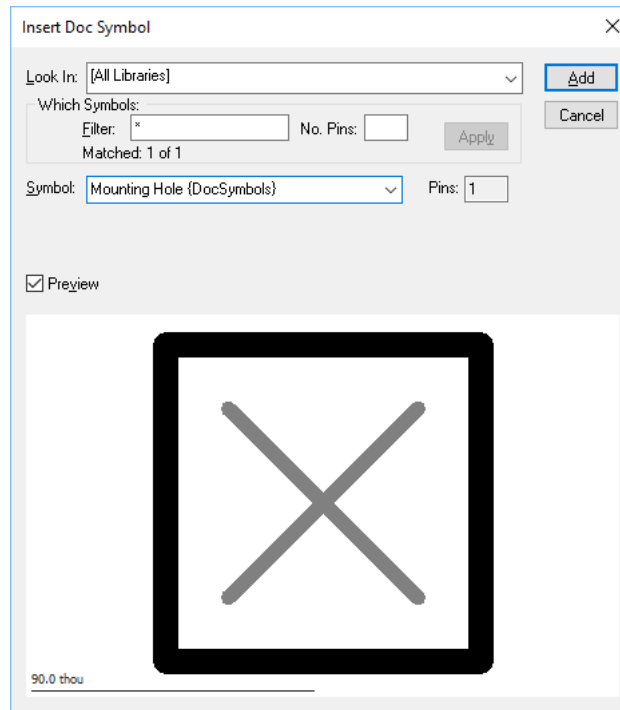 Insert Doc Symbol
Look In: [All Libraries] Add
Which Symbols: Cancel
Filter: * No. Pins: Apply
Matched: 1 of 1
Symbol: Mounting Hole {DocSymbols} Pins: 1
Preview
90.0 thou